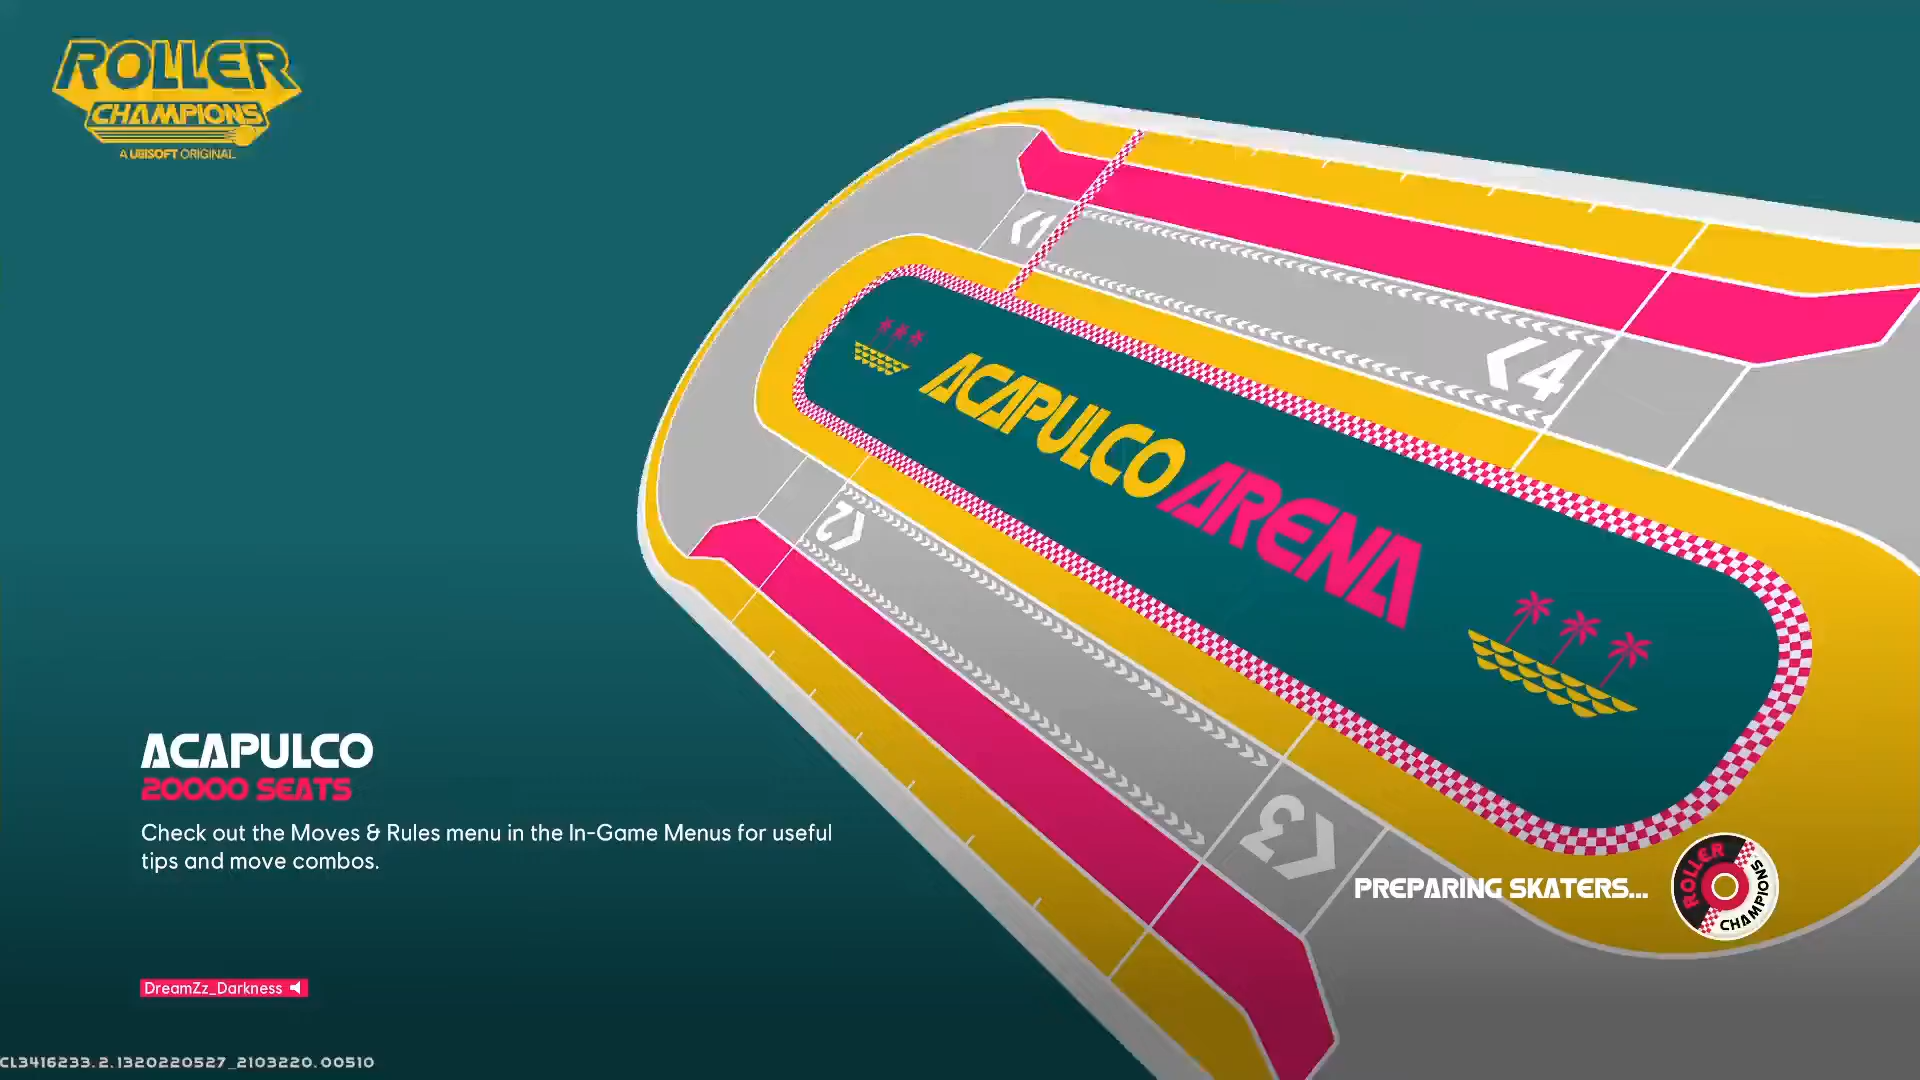 ROLLER
CHAMPIONS
A UBISOFT ORIGINAL
<1
<4
ACAPULCO ARENA
2>
3>
ACAPULCO
20000 SEATS
Check out the Moves & Rules menu in the In-Game Menus for useful
tips and move combos.
PREPARING SKATERS...
ROLLER
CHAMPIONS
DreamZz_Darkness
CL3416233.2.1320220527_2103220.00510